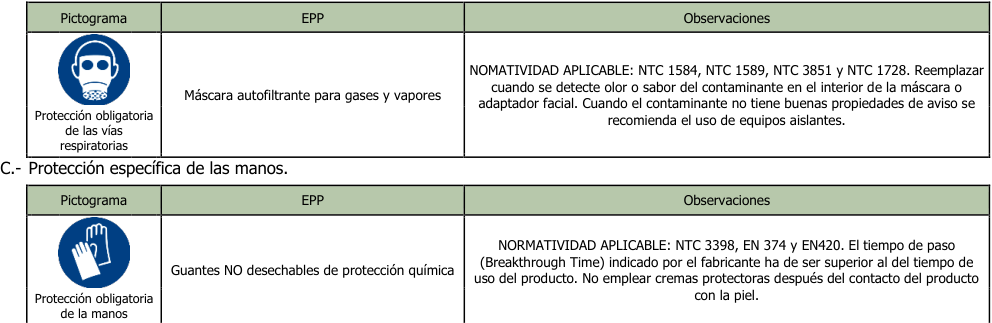 Pictograma EPP Observaciones
Protección obligatoria
de las vías
respiratorias
Máscara autofiltrante para gases y vapores
NOMATIVIDAD APLICABLE: NTC 1584, NTC 1589, NTC 3851 y NTC 1728. Reemplazar
cuando se detecte olor o sabor del contaminante en el interior de la máscara o
adaptador facial. Cuando el contaminante no tiene buenas propiedades de aviso se
recomienda el uso de equipos aislantes.
C.- Protección específica de las manos.
Pictograma EPP Observaciones
Protección obligatoria
de la manos
Guantes NO desechables de protección química
NORMATIVIDAD APLICABLE: NTC 3398, EN 374 y EN420. El tiempo de paso
(Breakthrough Time) indicado por el fabricante ha de ser superior al del tiempo de
uso del producto. No emplear cremas protectoras después del contacto del producto
con la piel.